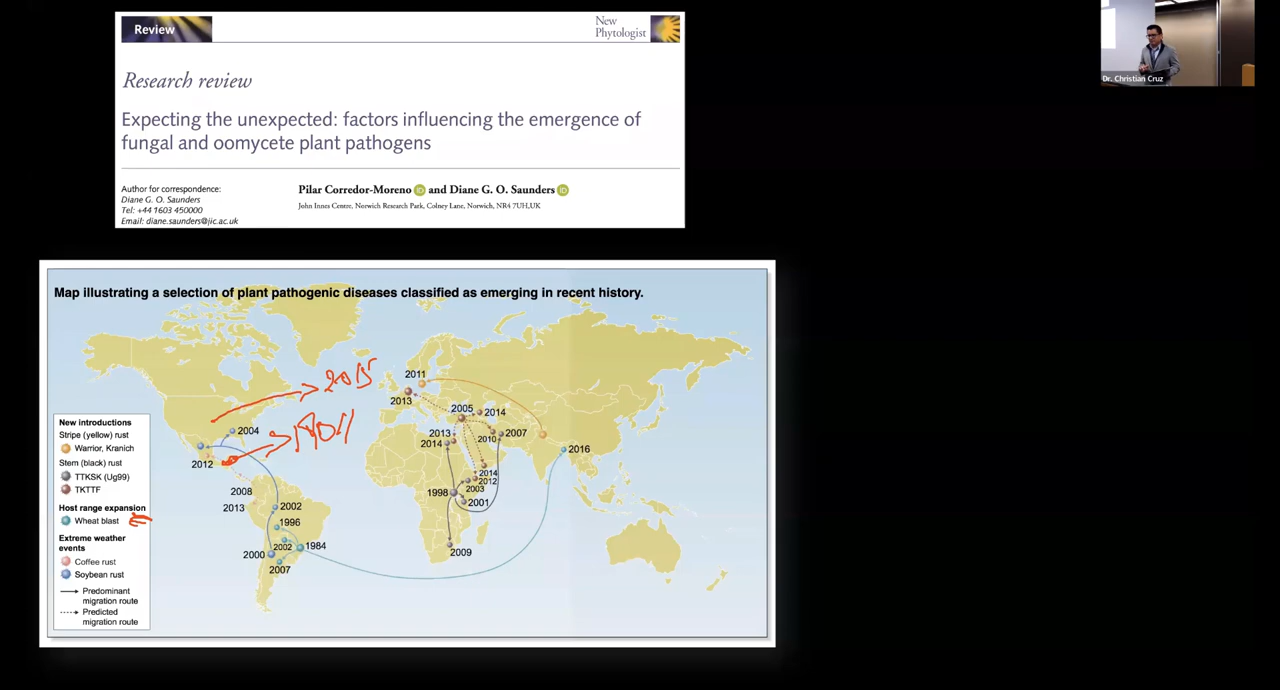 Review
New
Phytologist
Research review
Expecting the unexpected: factors influencing the emergence of
fungal and oomycete plant pathogens
Author for correspondence:
Diane G. O. Saunders
Tel: +44 1603 450000
Email: diane.saunders@jic.ac.uk
Pilar Corredor-Moreno iD and Diane G. O. Saunders iD
John Innes Centre, Norwich Research Park, Colney Lane, Norwich, NR4 7UH,UK
Dr. Christian Cruz
Map illustrating a selection of plant pathogenic diseases classified as emerging in recent history.
New introductions
Stripe (yellow) rust
Warrior, Kranich
Stem (black) rust
TTKSK (Ug99)
TKTTF
Host range expansion
Wheat blast
Extreme weather
events
Coffee rust
Soybean rust
Predominant
migration route
Predicted
migration route
2015
2004
2012
2008
2013
2002
1996
2002
1984
2000
2007
2011
2013
2005
2014
2013
2014
2010
2007
2016
2014
2012
2003
1998
2001
2009